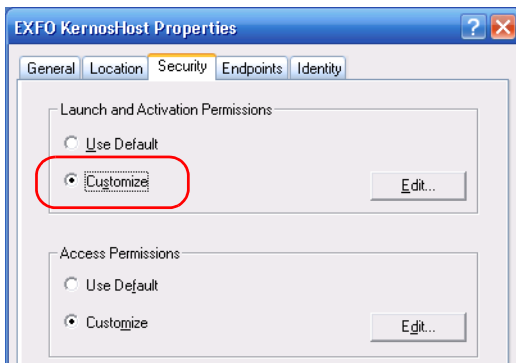 EXFO KernosHost Properties
General Location Security Endpoints Identity
Launch and Activation Permissions
Use Default
Customize
Edit...
Access Permissions
Use Default
Customize
Edit...